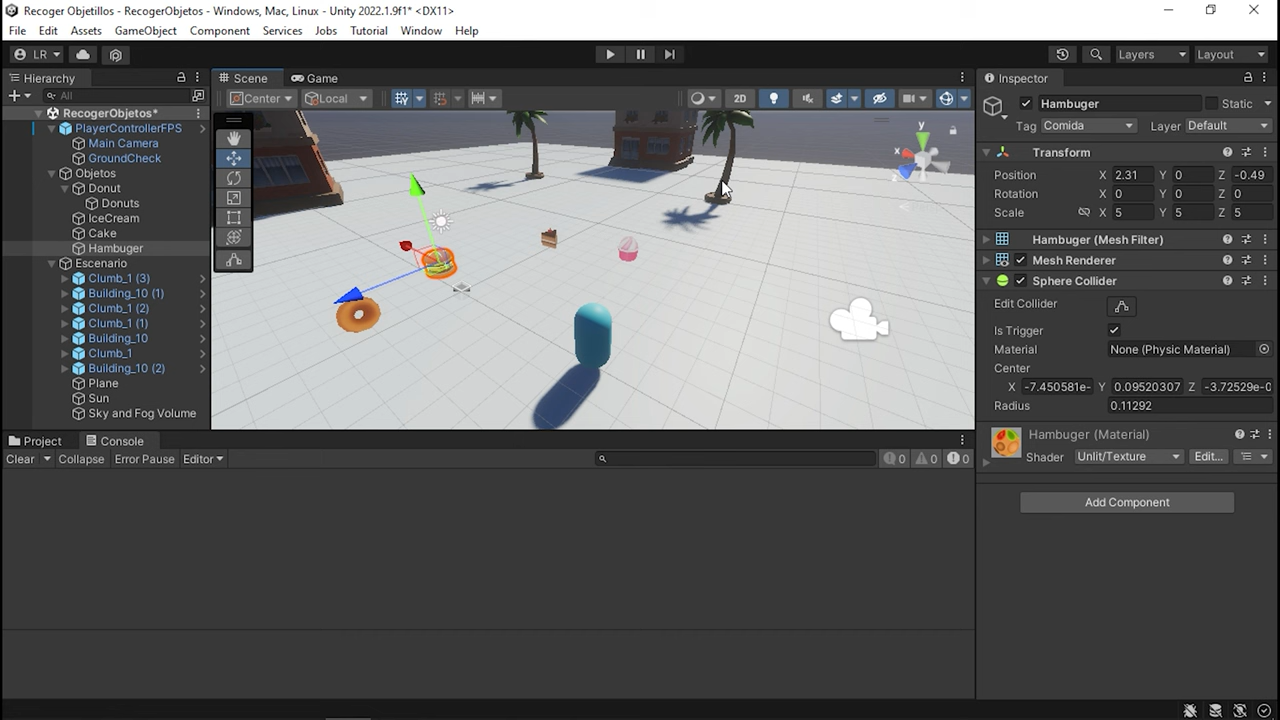 Recoger Objetillos - RecogerObjetos - Windows, Mac, Linux - Unity 2022.1.9f1* <DX11>
File Edit Assets GameObject Component Services Jobs Tutorial Window Help
LR Layers Layout
Hierarchy Scene Game Inspector
All Center Local 2D
Hambuger Static
Tag Comida Layer Default
RecogerObjetos*
PlayerControllerFPS
Main Camera
GroundCheck
Objetos
Donut
Donuts
IceCream
Cake
Hambuger
Escenario
Clumb_1 (3)
Building_10 (1)
Clumb_1 (2)
Clumb_1 (1)
Building_10
Clumb_1
Building_10 (2)
Plane
Sun
Sky and Fog Volume
y
x
Transform
Position X 2.31 Y 0 Z -0.49
Rotation X 0 Y 0 Z 0
Scale X 5 Y 5 Z 5
Hambuger (Mesh Filter)
Mesh Renderer
Sphere Collider
Edit Collider
Is Trigger
Material None (Physic Material)
Center
X -7.450581e- Y 0.09520307 Z -3.72529e-0
Radius 0.11292
Hambuger (Material)
Shader Unlit/Texture Edit...
Add Component
Project Console
Clear Collapse Error Pause Editor 0 0 0